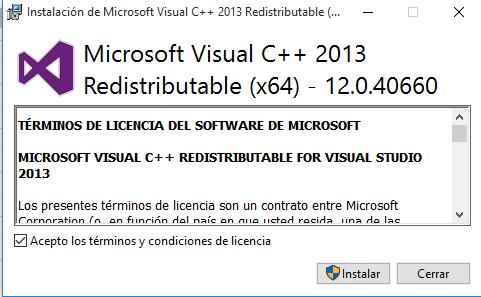 Instalación de Microsoft Visual C++ 2013 Redistributable (...
Microsoft Visual C++ 2013
Redistributable (x64) - 12.0.40660
TÉRMINOS DE LICENCIA DEL SOFTWARE DE MICROSOFT
MICROSOFT VISUAL C++ REDISTRIBUTABLE FOR VISUAL STUDIO
2013
Los presentes términos de licencia son un contrato entre Microsoft
Corporation (o, en función del país en que usted resida, una de las
Acepto los términos y condiciones de licencia
Instalar
Cerrar